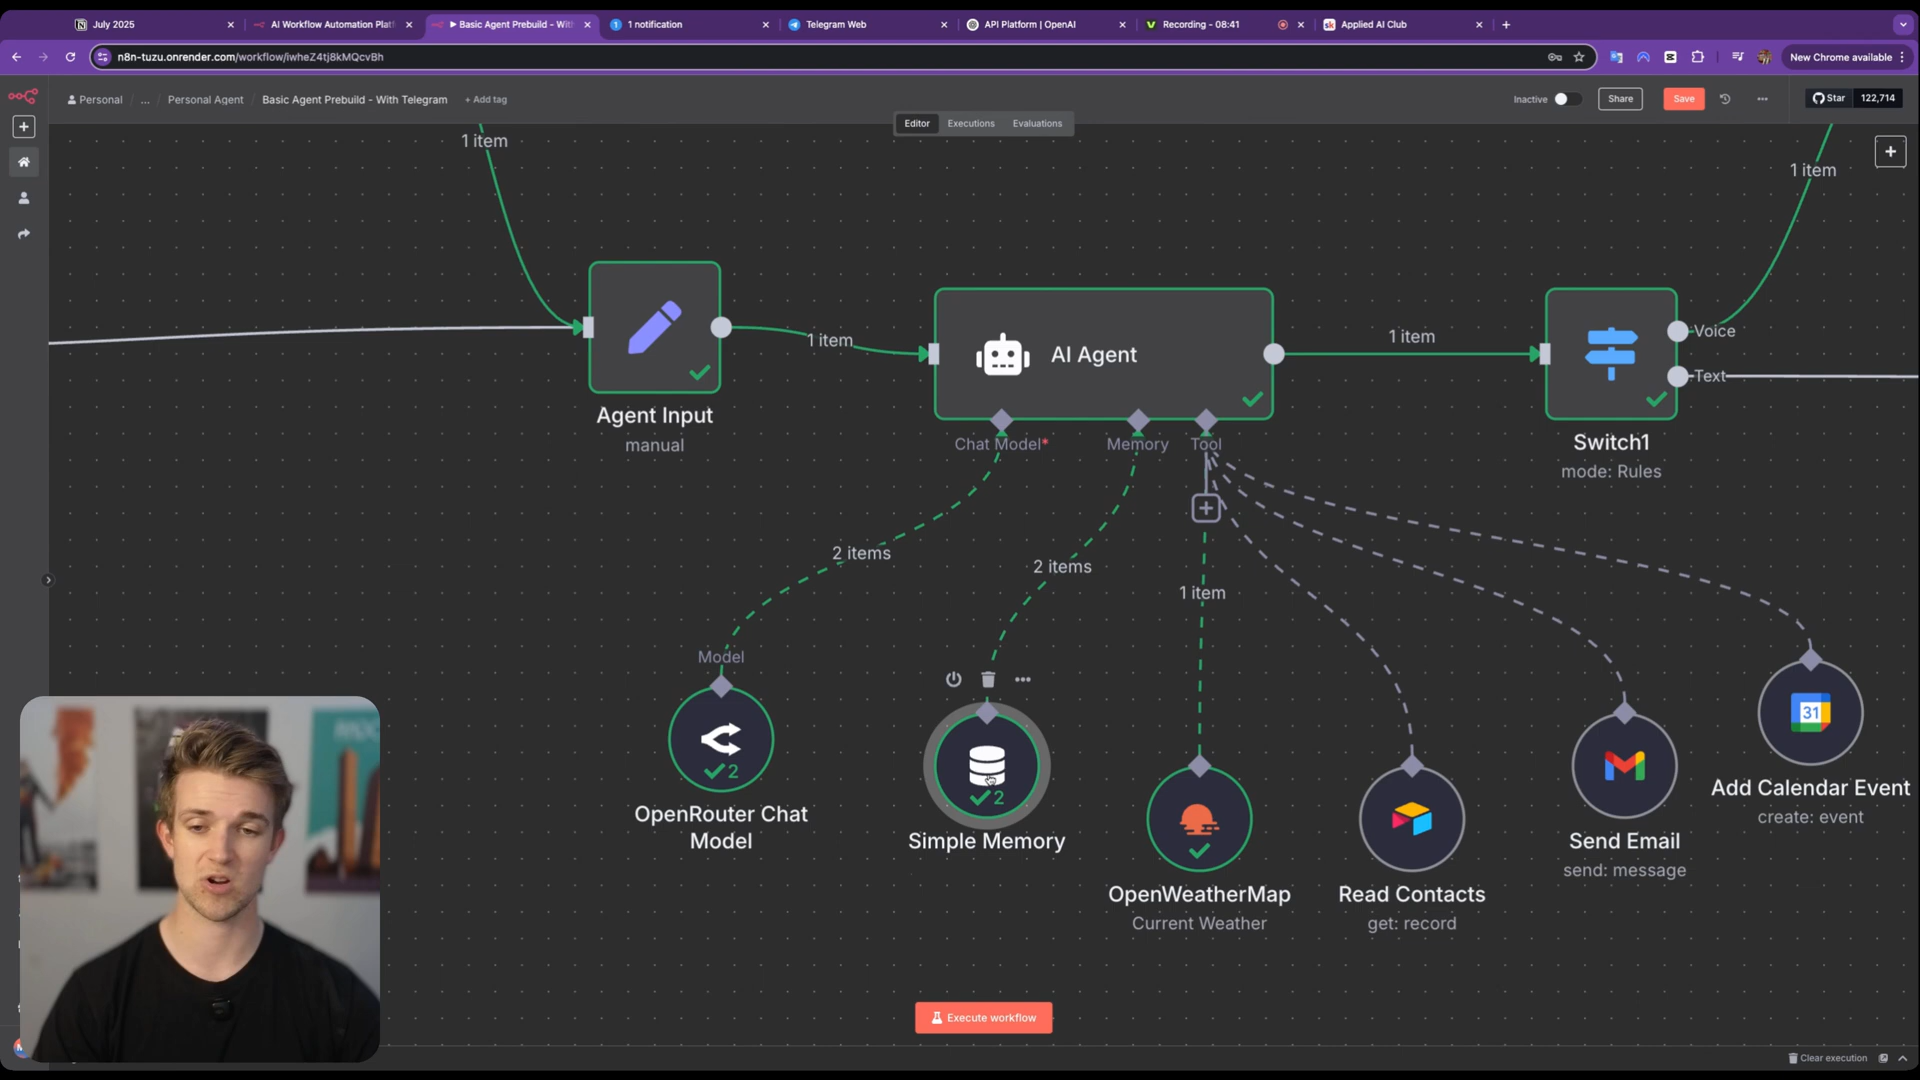 July 2025
AI Workflow Automation Plat
▶ Basic Agent Prebuild - Wit
1 notification
Telegram Web
API Platform | OpenAI
Recording - 08:41
Applied AI Club
n8n-tuzu.onrender.com/workflow/iwheZ4tj8kMQcvBh
New Chrome available
Personal / ... / Personal Agent / Basic Agent Prebuild - With Telegram + Add tag
Inactive
Share
Save
Star 122,714
Editor
Executions
Evaluations
1 item
1 item
Agent Input
manual
1 item
AI Agent
1 item
Voice
Text
Chat Model*
Memory
Tool
Switch1
mode: Rules
2 items
2 items
1 item
Model
2
OpenRouter Chat
Model
2
Simple Memory
OpenWeatherMap
Current Weather
Read Contacts
get: record
Send Email
send: message
31
Add Calendar Event
create: event
Execute workflow
Clear execution